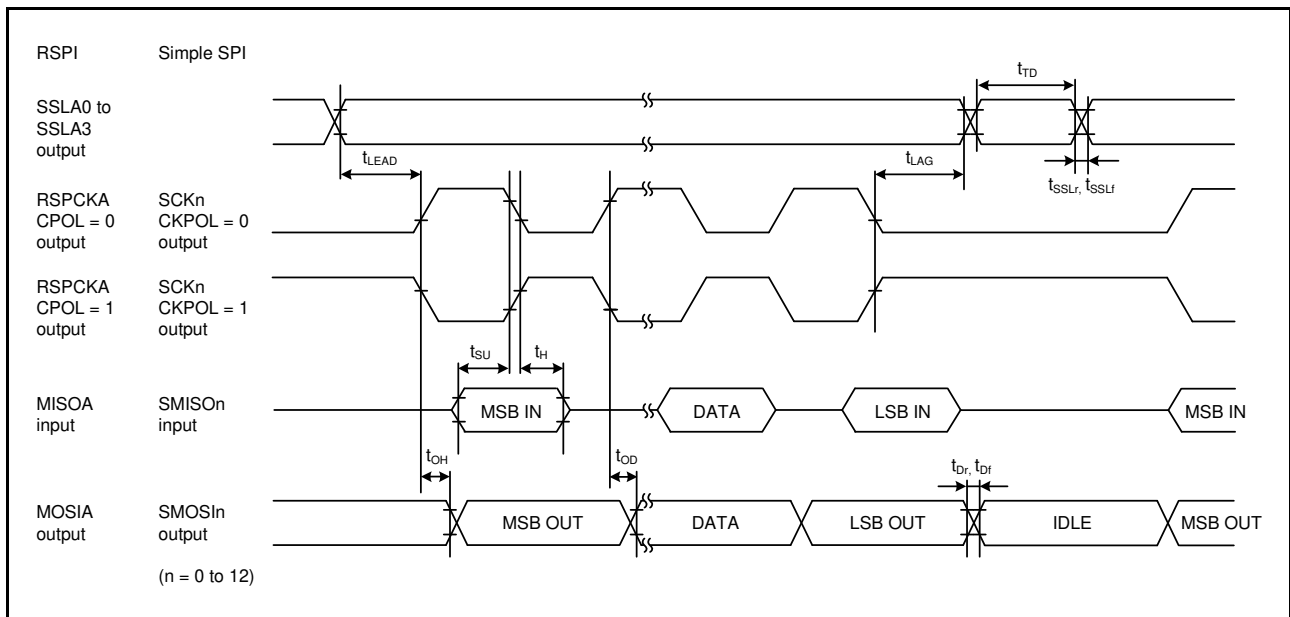 RSPI Simple SPI
tTD
SSLA0 to
SSLA3
output
tLEAD
tLAG
tSSLr, tSSLf
RSPCKA SCKn
CPOL = 0 CKPOL = 0
output output
RSPCKA SCKn
CPOL = 1 CKPOL = 1
output output
tSU tH
MISOA SMISOn
input input
MSB IN DATA LSB IN MSB IN
tOH tOD tDr, tDf
MOSIA SMOSIn
output output
MSB OUT DATA LSB OUT IDLE MSB OUT
(n = 0 to 12)